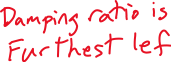 Damping ratio is
Furthest lef